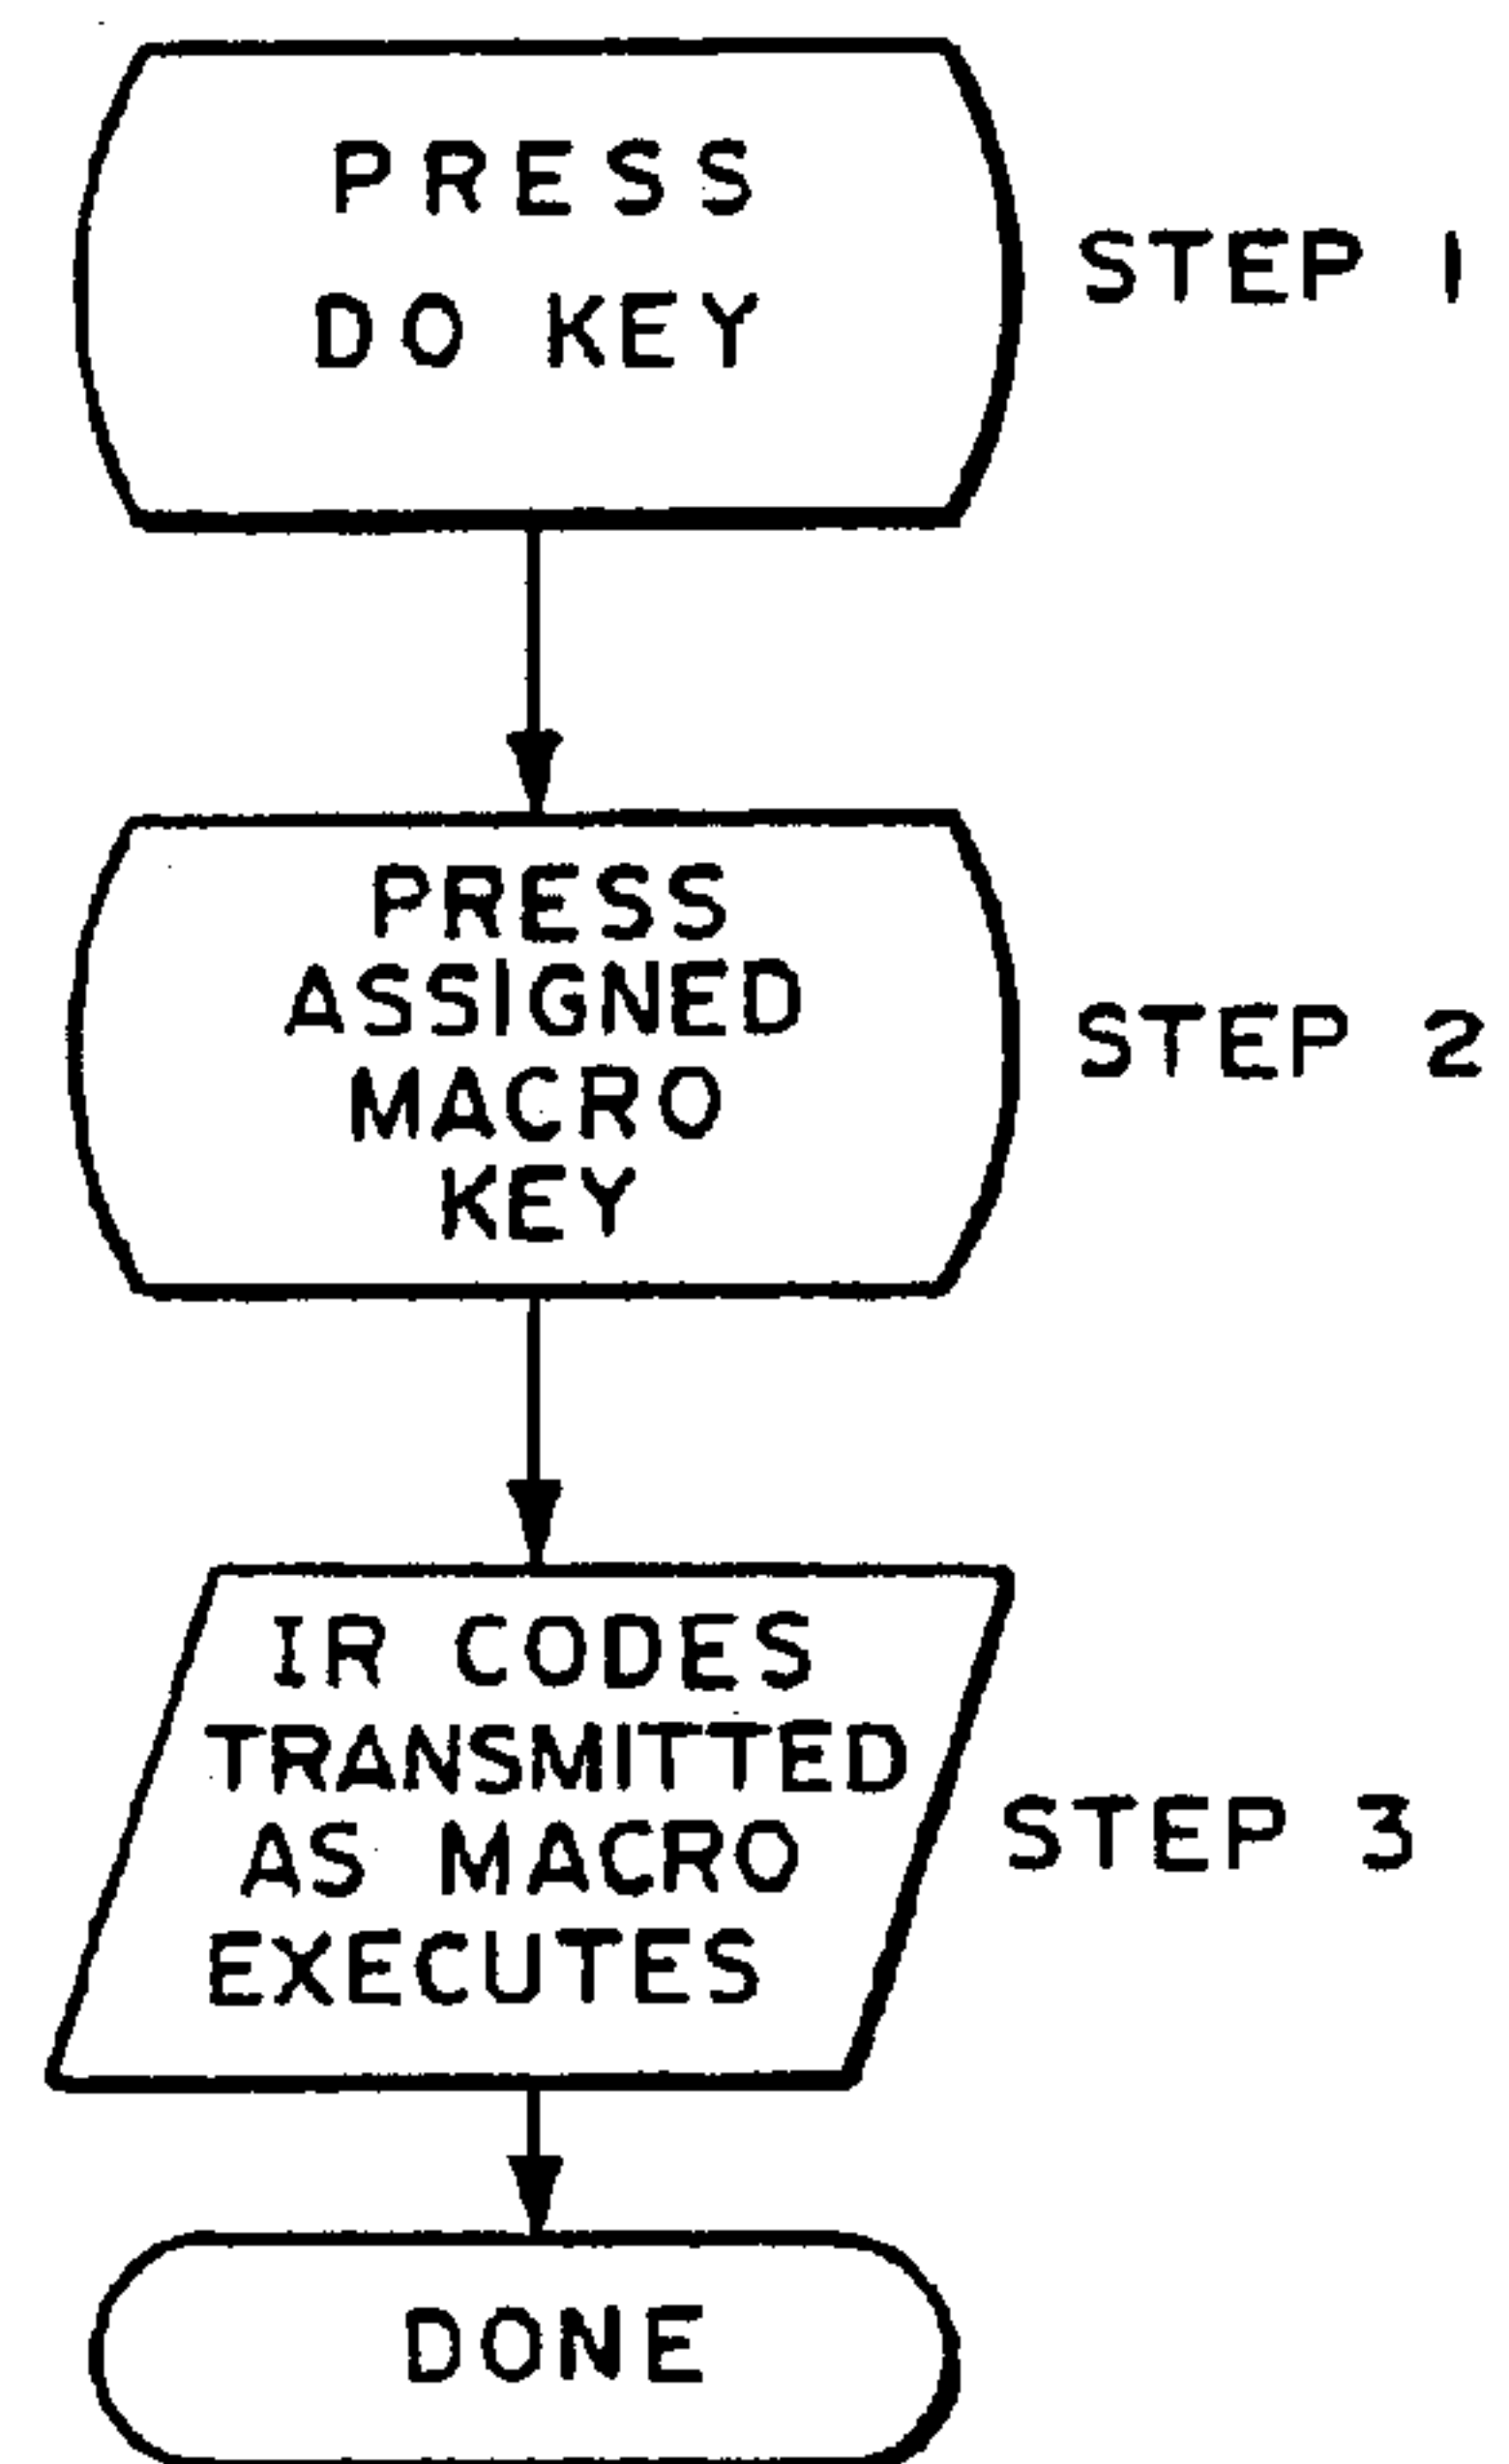 PRESS
DO KEY
STEP 1
PRESS
ASSIGNED
MACRO
KEY
STEP 2
IR CODES
TRANSMITTED
AS MACRO
EXECUTES
STEP 3
DONE